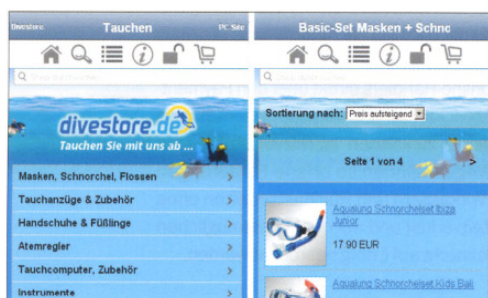 Divestore
Tauchen
PC Site
divestore.de
Tauchen Sie mit uns ab ...
Masken, Schnorchel, Flossen
Tauchanzüge & Zubehör
Handschuhe & Füßlinge
Atemregler
Tauchcomputer, Zubehör
Instrumente
Basic-Set Masken + Schno
Sortierung nach: Preis aufsteigend
Seite 1 von 4 >
Aqualung Schnorchelset Ibiza
Junior
17.90 EUR
Aqualung Schnorchelset Kids Bali